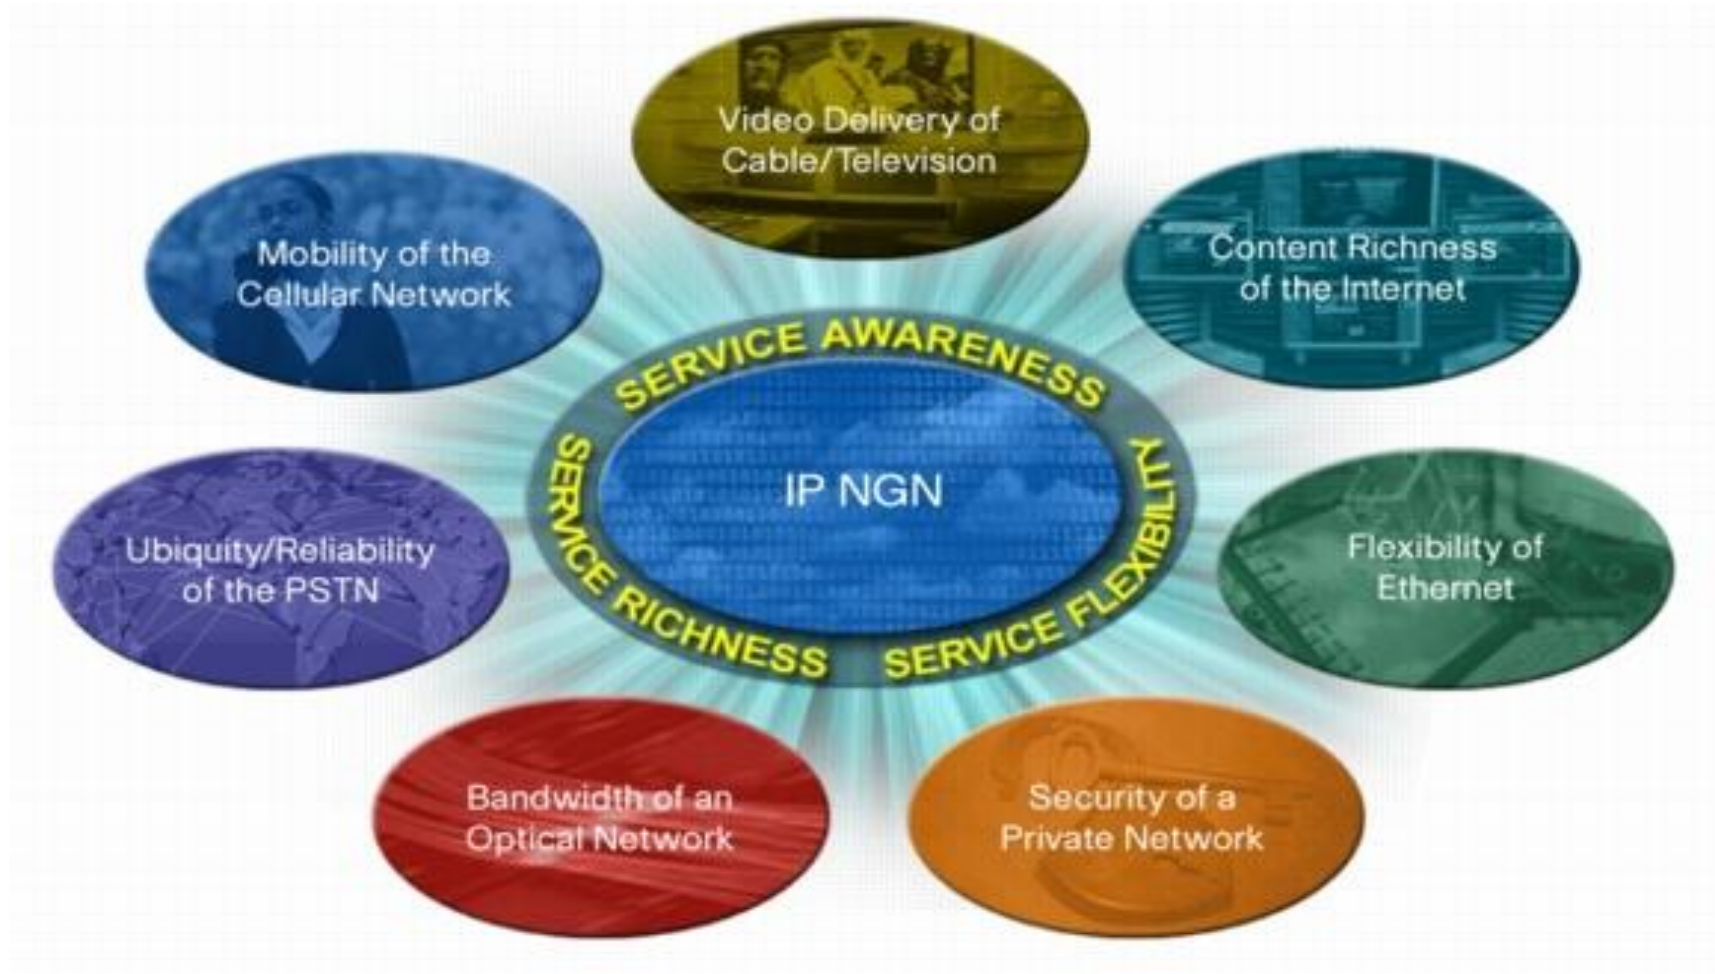 Video Delivery of
Cable/Television
Mobility of the
Cellular Network
Content Richness
of the Internet
SERVICE AWARENESS
IP NGN
SERVICE RICHNESS
SERVICE FLEXIBILITY
Ubiquity/Reliability
of the PSTN
Flexibility of
Ethernet
Bandwidth of an
Optical Network
Security of a
Private Network